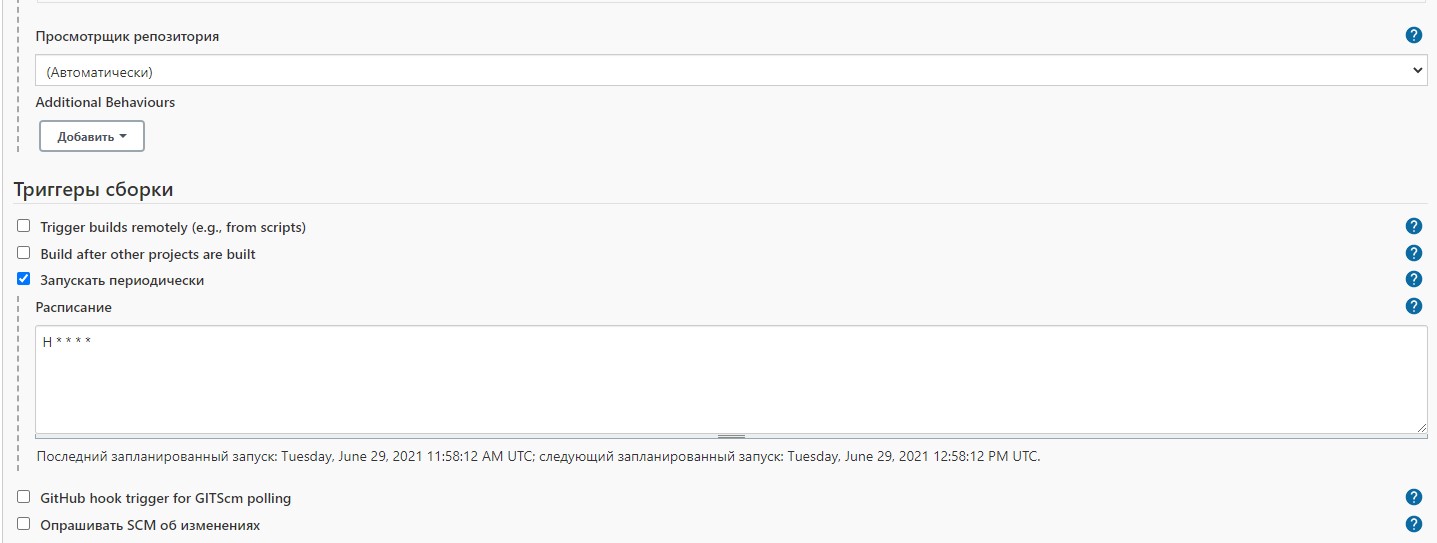 Просмотрщик репозитория
(Автоматически)
Additional Behaviours
Добавить
Триггеры сборки
Trigger builds remotely (e.g., from scripts)
Build after other projects are built
Запускать периодически
Расписание
H * * * *
Последний запланированный запуск: Tuesday, June 29, 2021 11:58:12 AM UTC; следующий запланированный запуск: Tuesday, June 29, 2021 12:58:12 PM UTC.
GitHub hook trigger for GITScm polling
Опрашивать SCM об изменениях